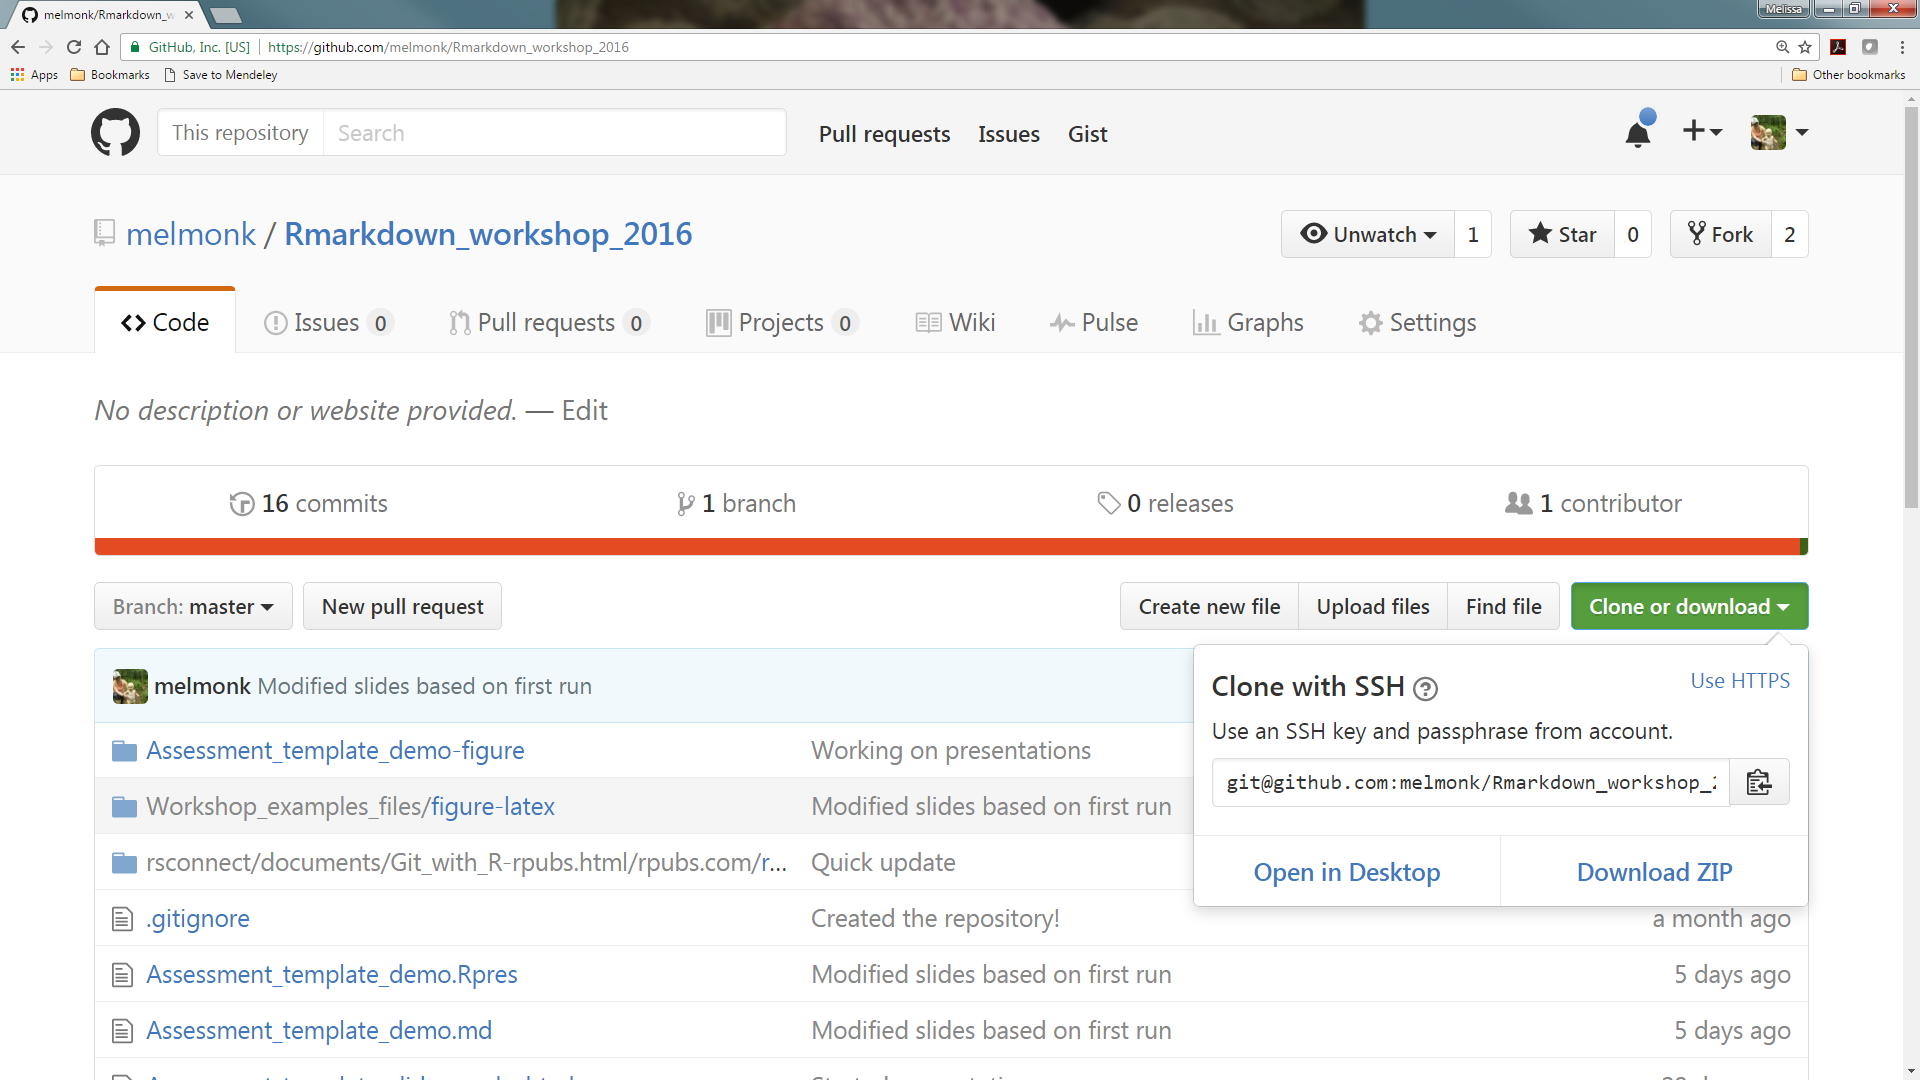 melmonk/Rmarkdown_w
Melissa
GitHub, Inc. [US] https://github.com/melmonk/Rmarkdown_workshop_2016
Apps Bookmarks Save to Mendeley Other bookmarks
This repository Search Pull requests Issues Gist
melmonk / Rmarkdown_workshop_2016 Unwatch 1 Star 0 Fork 2
Code Issues 0 Pull requests 0 Projects 0 Wiki Pulse Graphs Settings
No description or website provided. — Edit
16 commits 1 branch 0 releases 1 contributor
Branch: master New pull request Create new file Upload files Find file Clone or download
melmonk Modified slides based on first run
Clone with SSH ? Use HTTPS
Use an SSH key and passphrase from account.
git@github.com:melmonk/Rmarkdown_workshop_
Open in Desktop Download ZIP
Assessment_template_demo-figure Working on presentations
Workshop_examples_files/figure-latex Modified slides based on first run
rsconnect/documents/Git_with_R-rpubs.html/rpubs.com/r... Quick update
.gitignore Created the repository! a month ago
Assessment_template_demo.Rpres Modified slides based on first run 5 days ago
Assessment_template_demo.md Modified slides based on first run 5 days ago